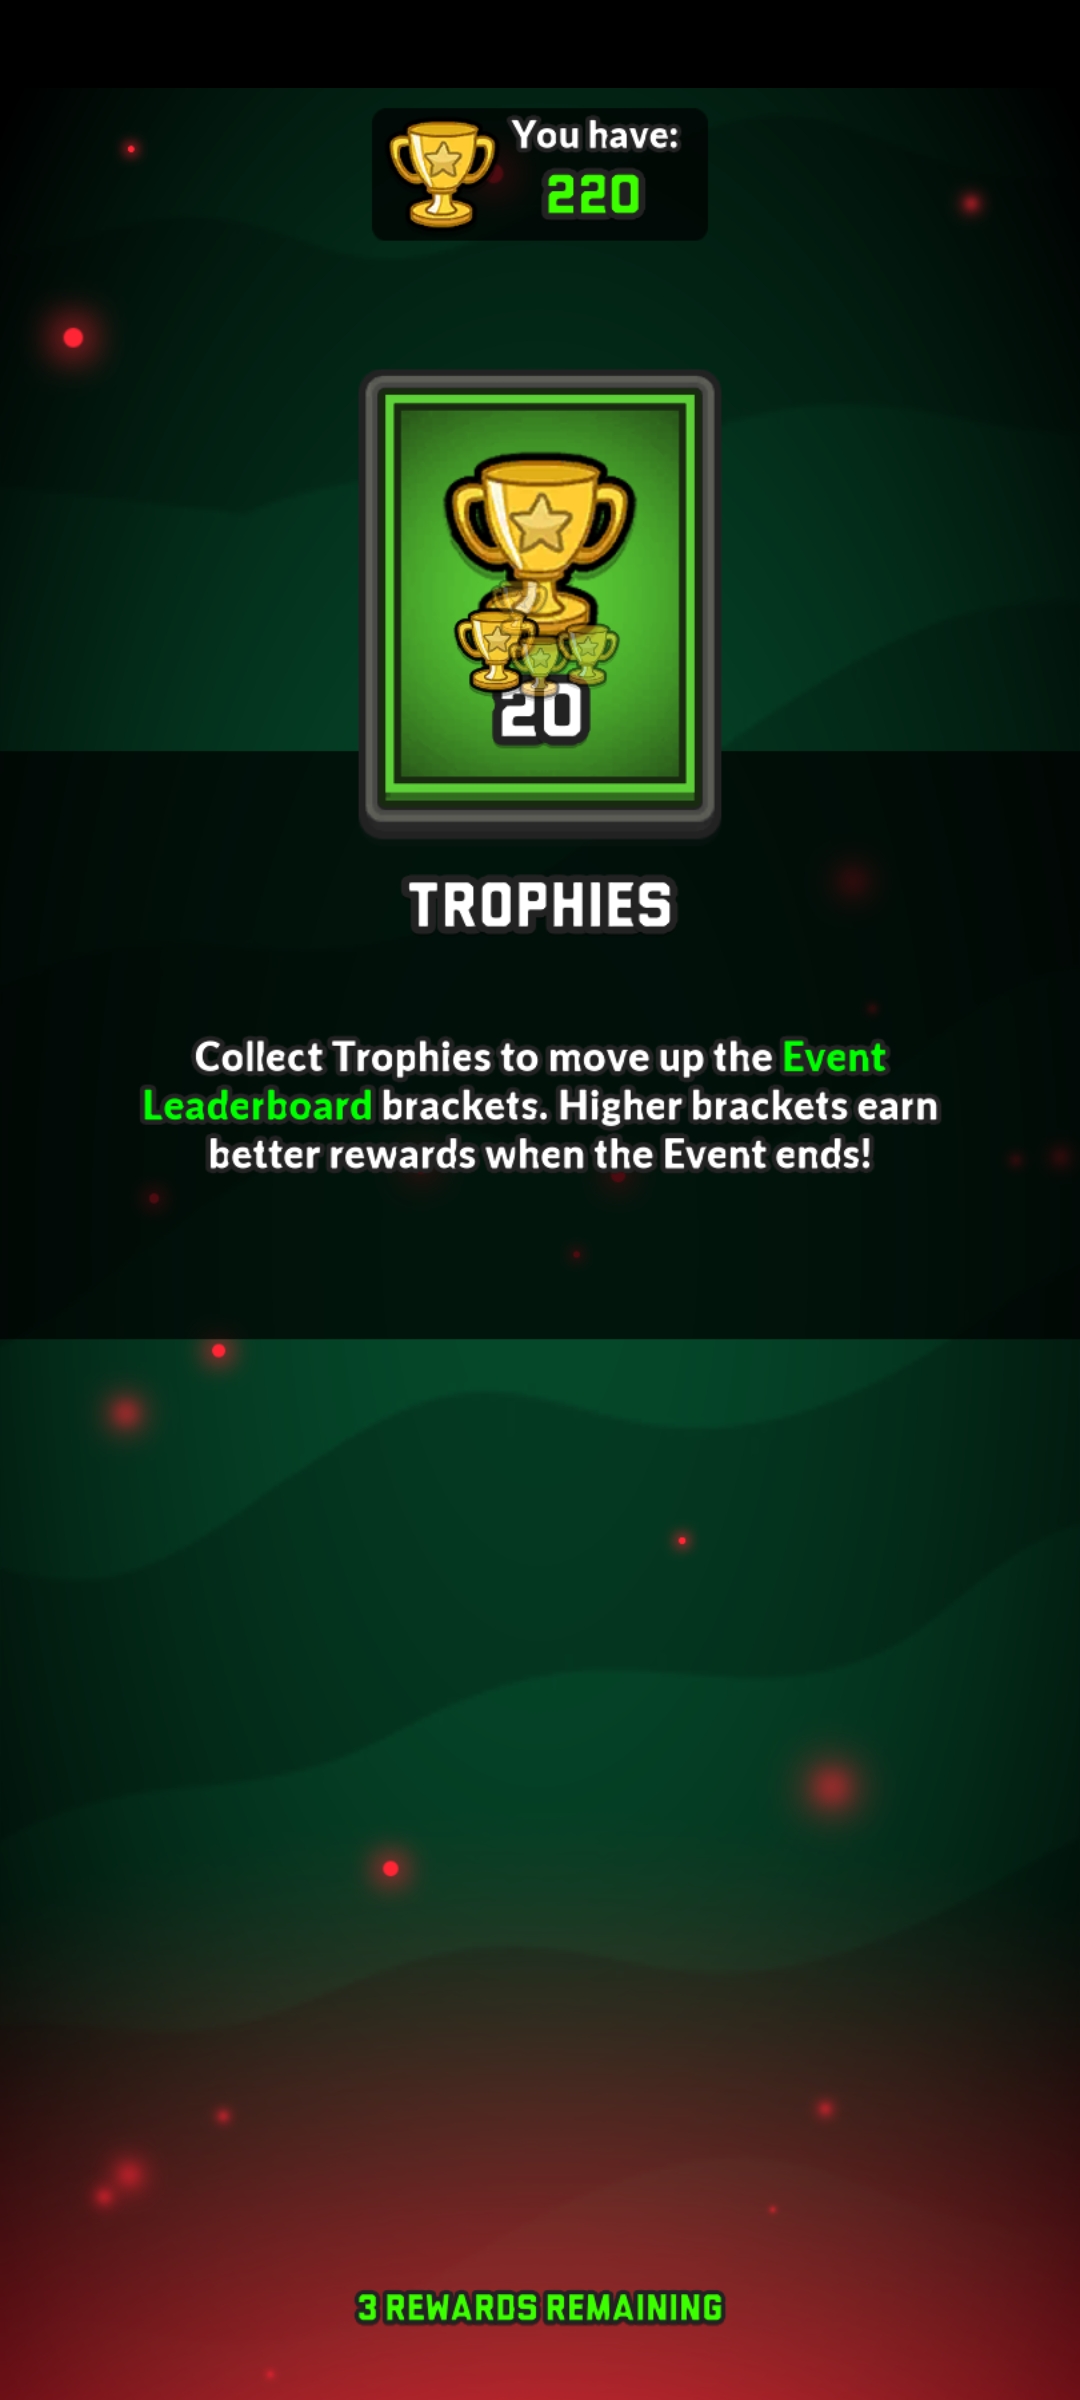 You have:
220
20
TROPHIES
Collect Trophies to move up the Event
Leaderboard brackets. Higher brackets earn
better rewards when the Event ends!
3 REWARDS REMAINING